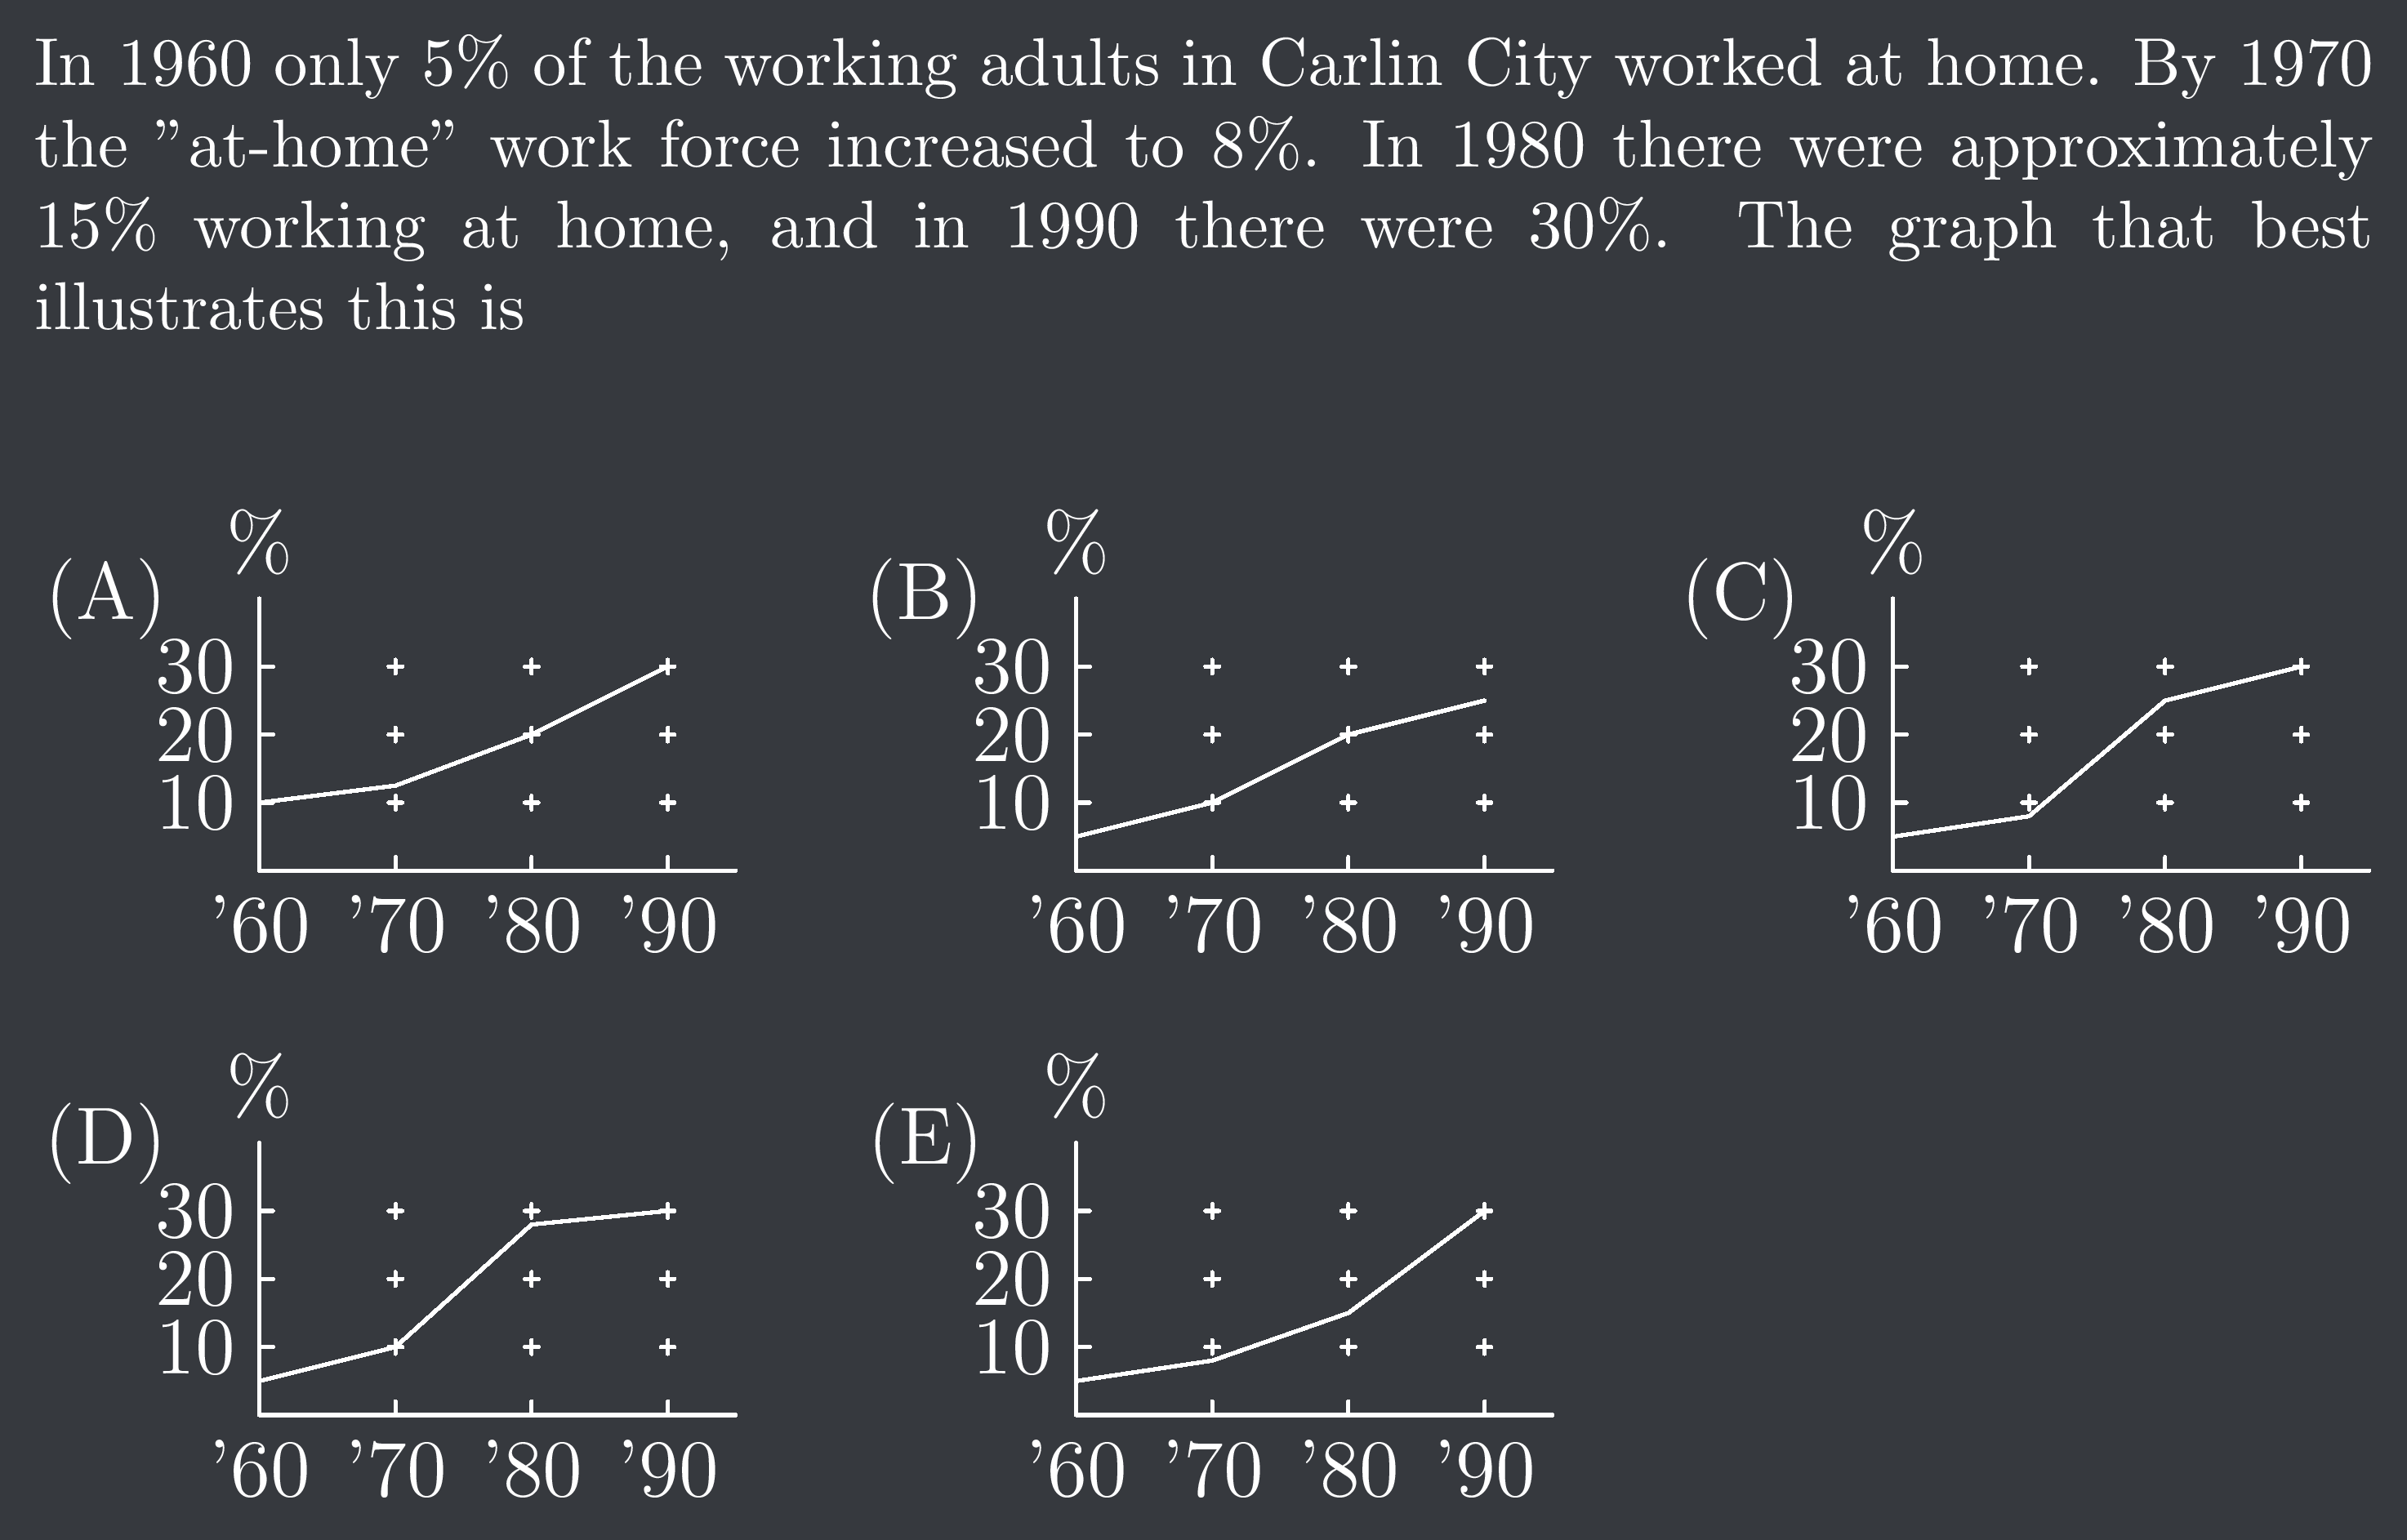 In 1960 only 5% of the working adults in Carlin City worked at home. By 1970
the ”at-home” work force increased to 8%. In 1980 there were approximately
15% working at home, and in 1990 there were 30%. The graph that best
illustrates this is
(A)
%
30
20
10
’60 ’70 ’80 ’90
(B)
%
30
20
10
’60 ’70 ’80 ’90
(C)
%
30
20
10
’60 ’70 ’80 ’90
(D)
%
30
20
10
’60 ’70 ’80 ’90
(E)
%
30
20
10
’60 ’70 ’80 ’90